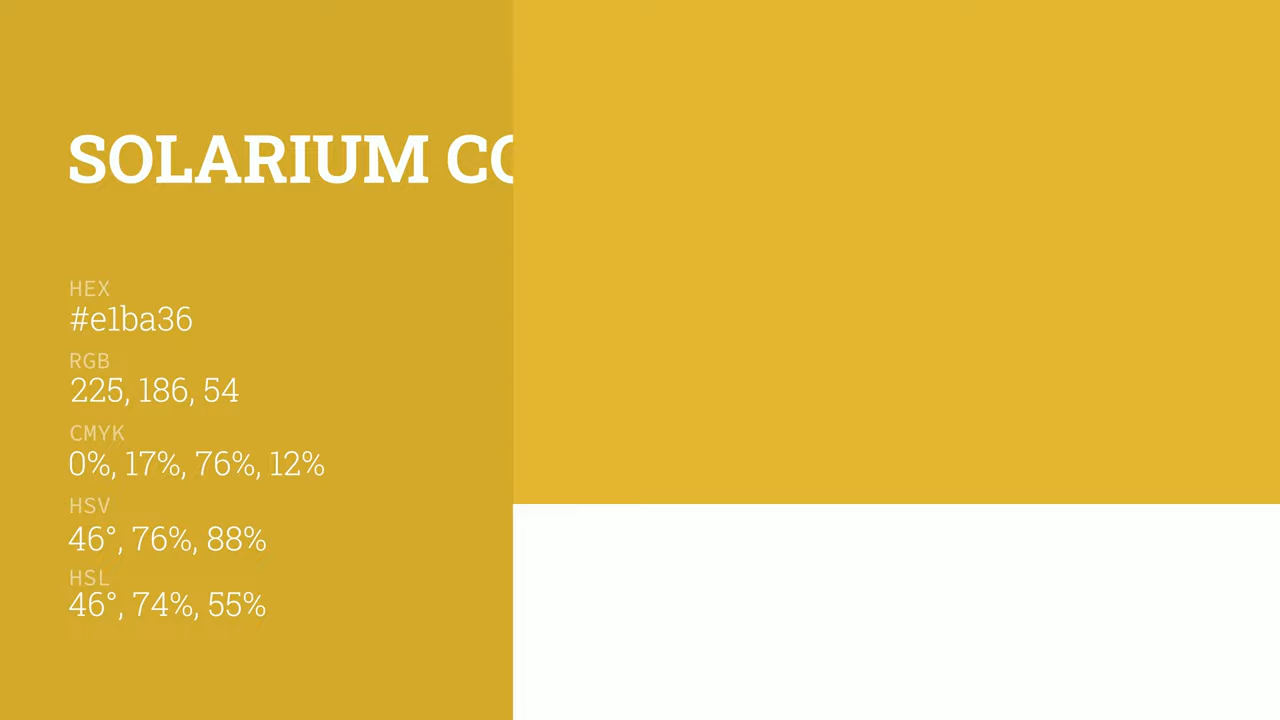 SOLARIUM
HEX
#e1ba36
RGB
225, 186, 54
CMYK
0%, 17%, 76%, 12%
HSV
46°, 76%, 88%
HSL
46°, 74%, 55%